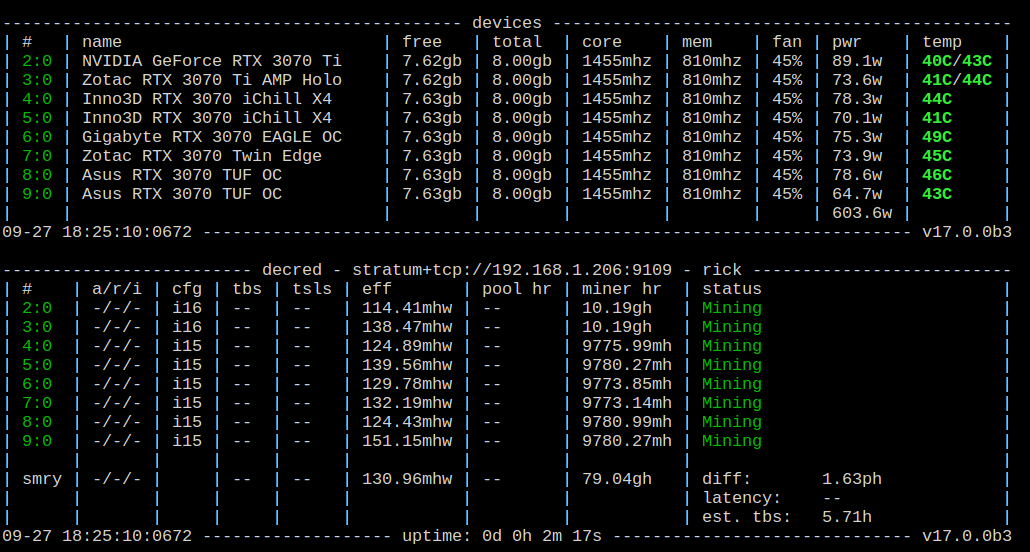 ---------------------------------------------- devices ----------------------------------------------
| # | name | free | total | core | mem | fan | pwr | temp |
| 2:0 | NVIDIA GeForce RTX 3070 Ti | 7.62gb | 8.00gb | 1455mhz | 810mhz | 45% | 89.1w | 40C/43C |
| 3:0 | Zotac RTX 3070 Ti AMP Holo | 7.62gb | 8.00gb | 1455mhz | 810mhz | 45% | 73.6w | 41C/44C |
| 4:0 | Inno3D RTX 3070 iChill X4 | 7.63gb | 8.00gb | 1455mhz | 810mhz | 45% | 78.3w | 44C |
| 5:0 | Inno3D RTX 3070 iChill X4 | 7.63gb | 8.00gb | 1455mhz | 810mhz | 45% | 70.1w | 41C |
| 6:0 | Gigabyte RTX 3070 EAGLE OC | 7.63gb | 8.00gb | 1455mhz | 810mhz | 45% | 75.3w | 49C |
| 7:0 | Zotac RTX 3070 Twin Edge | 7.63gb | 8.00gb | 1455mhz | 810mhz | 45% | 73.9w | 45C |
| 8:0 | Asus RTX 3070 TUF OC | 7.63gb | 8.00gb | 1455mhz | 810mhz | 45% | 78.6w | 46C |
| 9:0 | Asus RTX 3070 TUF OC | 7.63gb | 8.00gb | 1455mhz | 810mhz | 45% | 64.7w | 43C |
| | | | | | | | 603.6w | |
09-27 18:25:10:0672 ----------------------------------------------------------------------- v17.0.0b3
------------------------- decred - stratum+tcp://192.168.1.206:9109 - rick --------------------------
| # | a/r/i | cfg | tbs | tsls | eff | pool hr | miner hr | status |
| 2:0 | -/-/- | i16 | -- | -- | 114.41mhw | -- | 10.19gh | Mining |
| 3:0 | -/-/- | i16 | -- | -- | 138.47mhw | -- | 10.19gh | Mining |
| 4:0 | -/-/- | i15 | -- | -- | 124.89mhw | -- | 9775.99mh | Mining |
| 5:0 | -/-/- | i15 | -- | -- | 139.56mhw | -- | 9780.27mh | Mining |
| 6:0 | -/-/- | i15 | -- | -- | 129.78mhw | -- | 9773.85mh | Mining |
| 7:0 | -/-/- | i15 | -- | -- | 132.19mhw | -- | 9773.14mh | Mining |
| 8:0 | -/-/- | i15 | -- | -- | 124.43mhw | -- | 9780.99mh | Mining |
| 9:0 | -/-/- | i15 | -- | -- | 151.15mhw | -- | 9780.27mh | Mining |
| | | | | | | | | |
| smry | -/-/- | | -- | -- | 130.96mhw | -- | 79.04gh | diff: 1.63ph |
| | | | | | | | | latency: -- |
| | | | | | | | | est. tbs: 5.71h |
09-27 18:25:10:0672 ------------------- uptime: 0d 0h 2m 17s ------------------------------ v17.0.0b3